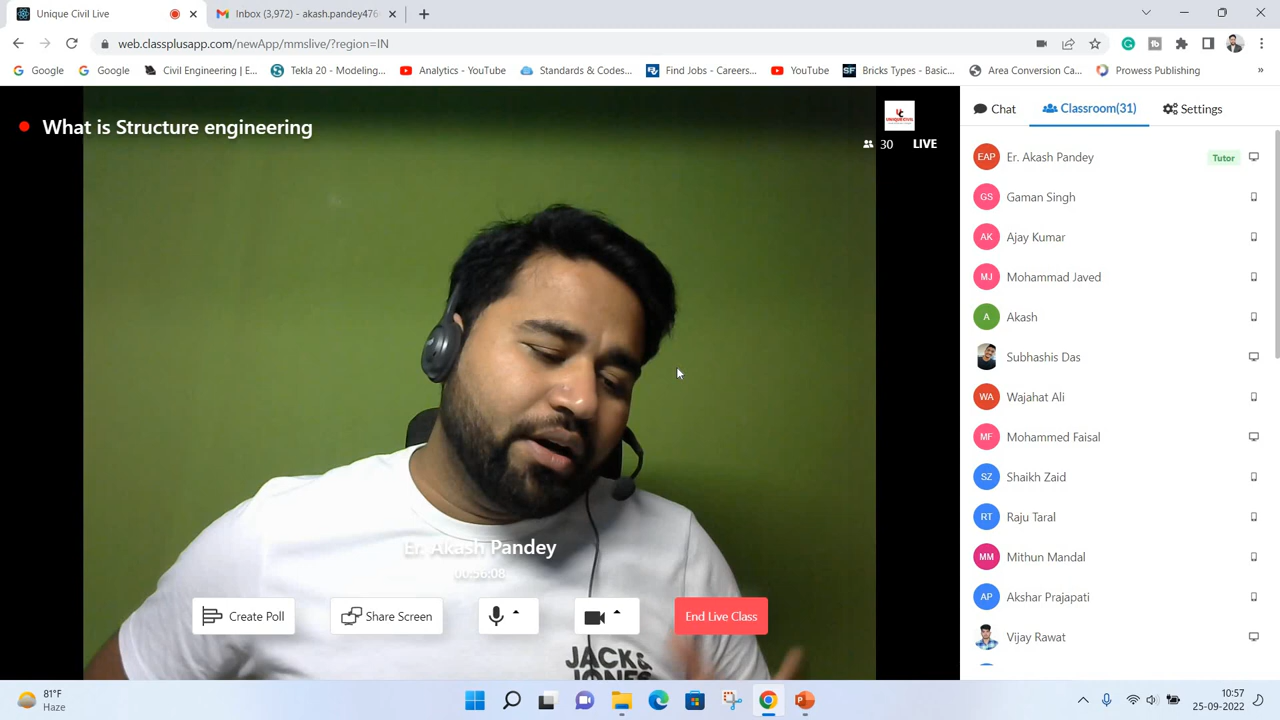 Unique Civil Live
Inbox (3,972) - akash.pandey476
web.classplusapp.com/newApp/mmslive/?region=IN
Google
Google
Civil Engineering | E...
Tekla 20 - Modeling...
Analytics - YouTube
Standards & Codes...
Find Jobs - Careers...
YouTube
Bricks Types - Basic...
Area Conversion Ca...
Prowess Publishing
»
What is Structure engineering
UNIQUE CIVIL
30 LIVE
Er. Akash Pandey
00:56:08
Create Poll
Share Screen
End Live Class
JACK&
JONES
Chat
Classroom(31)
Settings
EAP Er. Akash Pandey Tutor
GS Gaman Singh
AK Ajay Kumar
MJ Mohammad Javed
A Akash
Subhashis Das
WA Wajahat Ali
MF Mohammed Faisal
SZ Shaikh Zaid
RT Raju Taral
MM Mithun Mandal
AP Akshar Prajapati
Vijay Rawat
81°F
Haze
10:57
25-09-2022